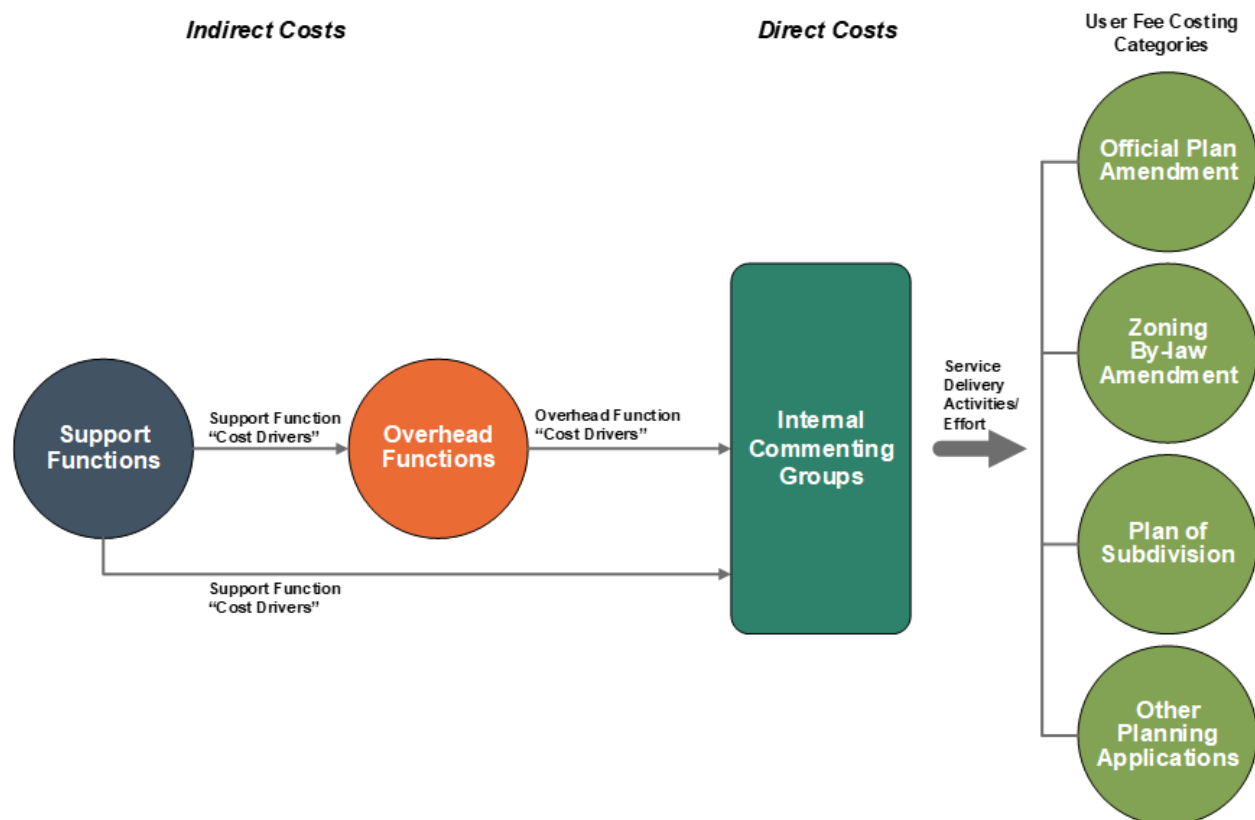 Indirect Costs
Direct Costs
User Fee Costing
Categories
Official Plan
Amendment
Zoning
By-law
Amendment
Plan of
Subdivision
Other
Planning
Applications
Support
Functions
Support Function
“Cost Drivers”
Overhead
Functions
Overhead Function
“Cost Drivers”
Support Function
“Cost Drivers”
Internal
Commenting
Groups
Service
Delivery
Activities/
Effort